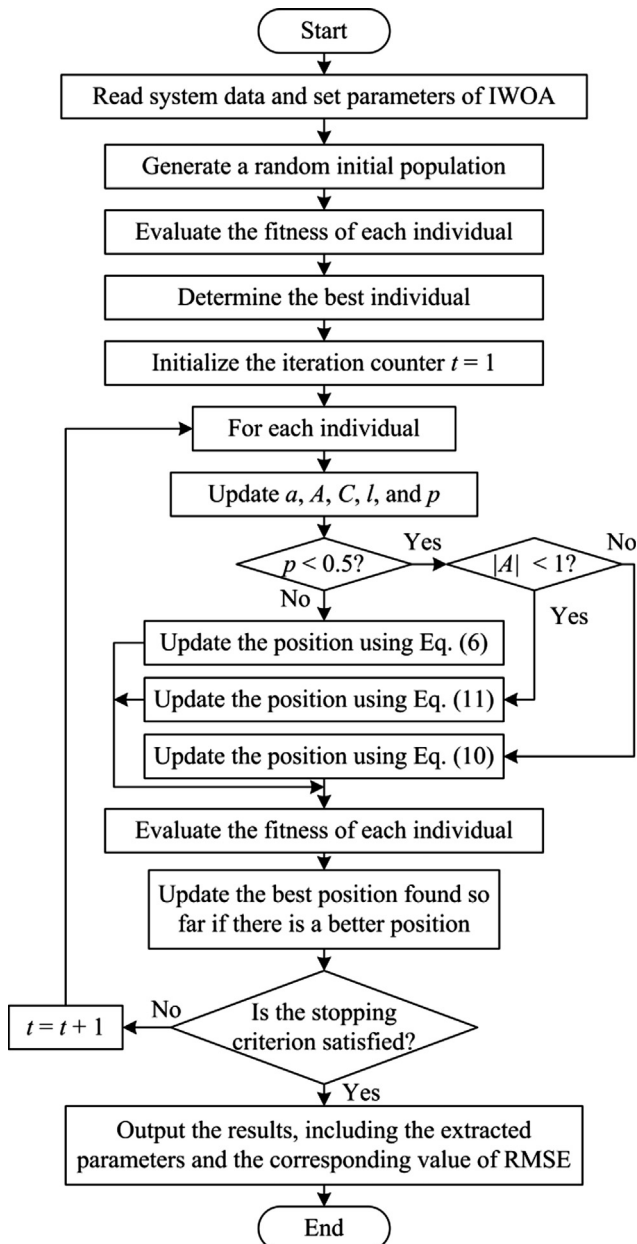 Start
Read system data and set parameters of IWOA
Generate a random initial population
Evaluate the fitness of each individual
Determine the best individual
Initialize the iteration counter t = 1
For each individual
Update a, A, C, l, and p
p < 0.5?
Yes
|A| < 1?
No
No
Yes
Update the position using Eq. (6)
Update the position using Eq. (11)
Update the position using Eq. (10)
Evaluate the fitness of each individual
Update the best position found so
far if there is a better position
Is the stopping
criterion satisfied?
No
t = t + 1
Yes
Output the results, including the extracted
parameters and the corresponding value of RMSE
End